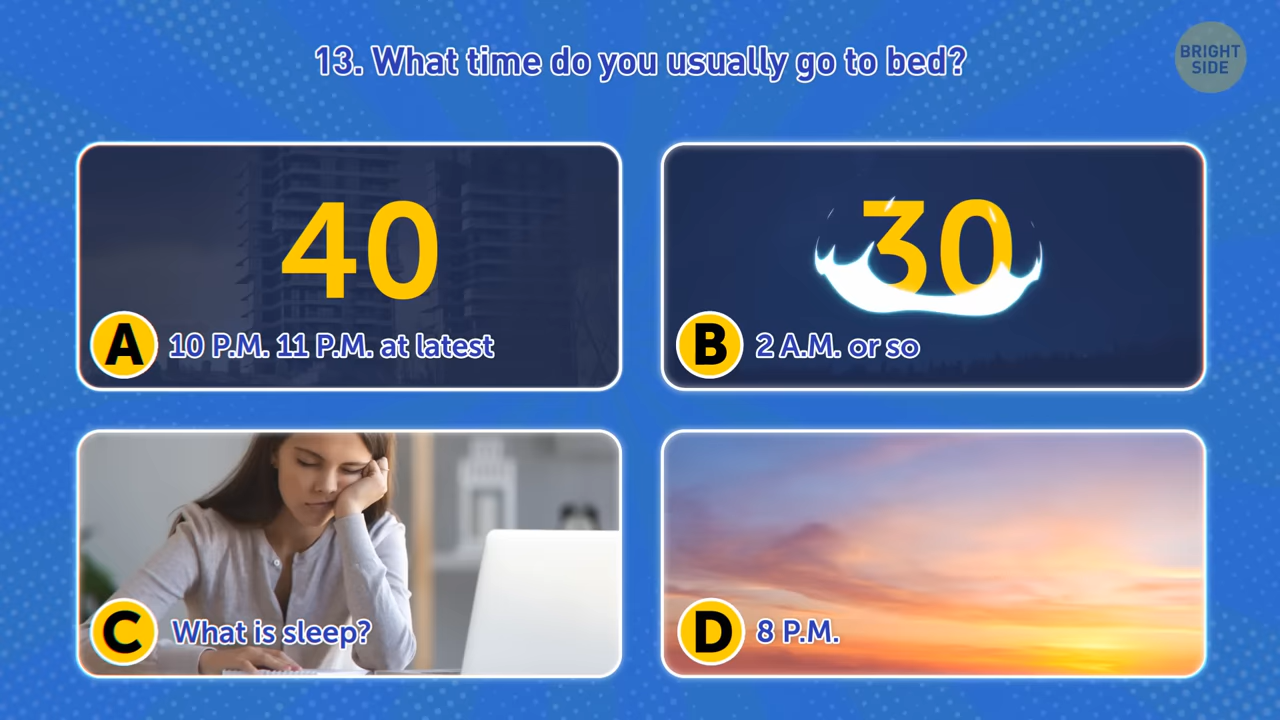 13. What time do you usually go to bed?
BRIGHT
SIDE
40
A 10 P.M. 11 P.M. at latest
30
B 2 A.M. or so
C What is sleep?
D 8 P.M.